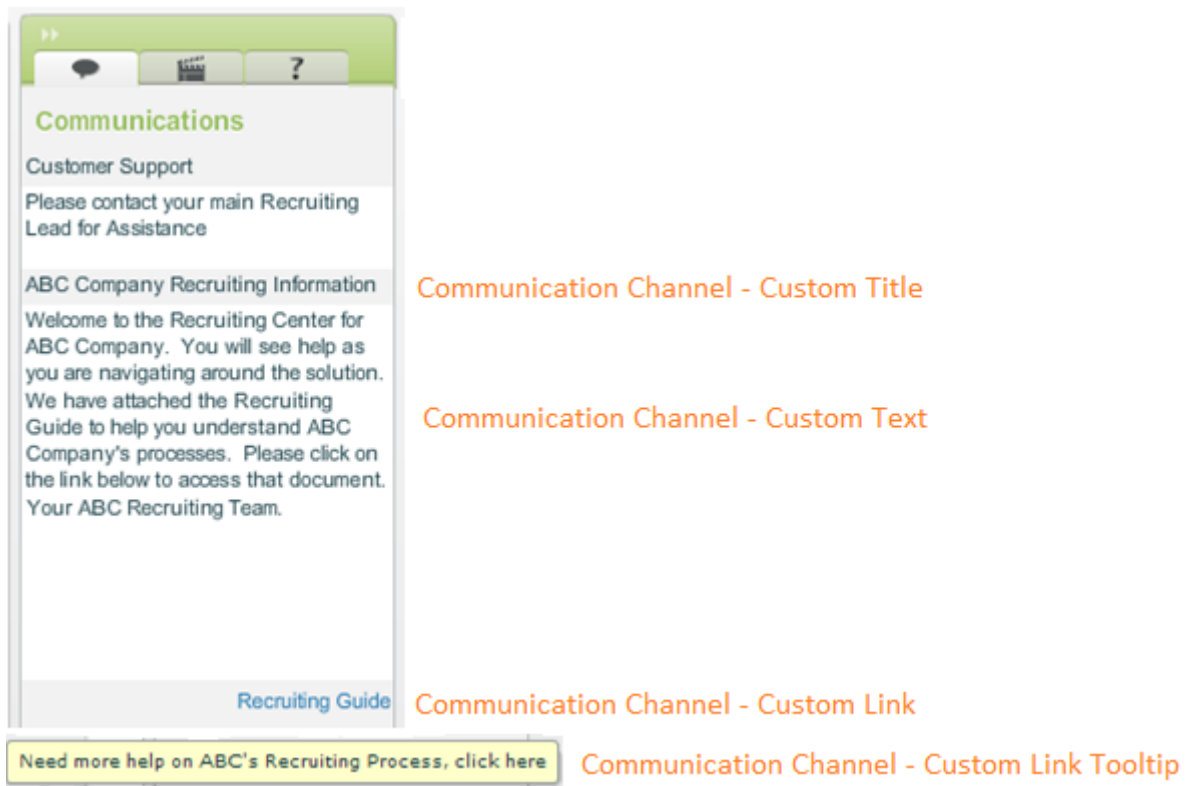 ?
Communications
Customer Support
Please contact your main Recruiting
Lead for Assistance
ABC Company Recruiting Information
Communication Channel - Custom Title
Welcome to the Recruiting Center for
ABC Company.  You will see help as
you are navigating around the solution.
We have attached the Recruiting
Guide to help you understand ABC
Company's processes.  Please click on
the link below to access that document.
Your ABC Recruiting Team.
Communication Channel - Custom Text
Recruiting Guide
Communication Channel - Custom Link
Need more help on ABC's Recruiting Process, click here
Communication Channel - Custom Link Tooltip